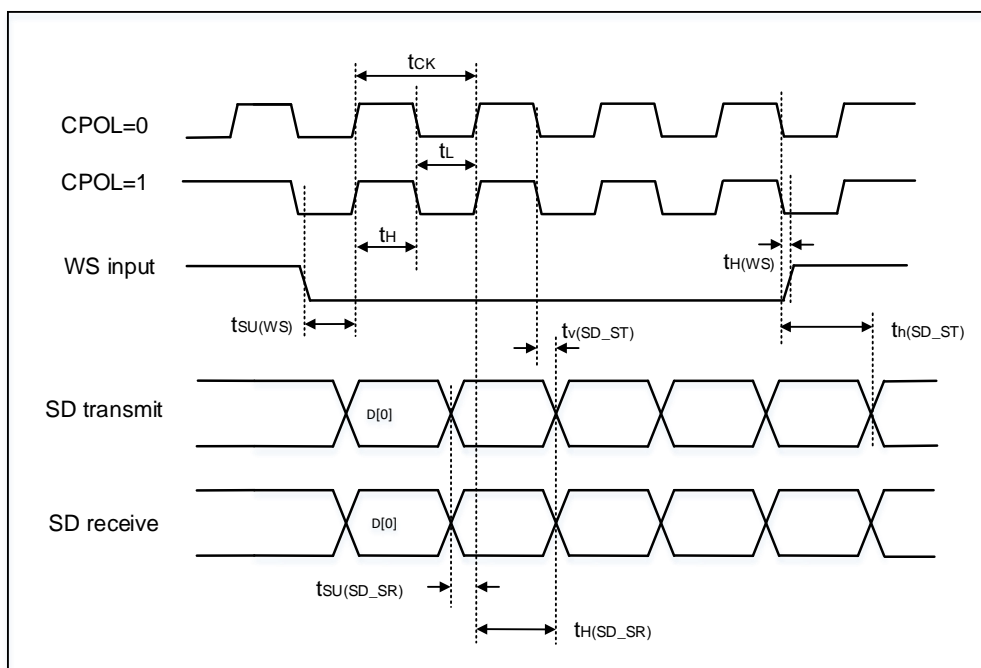 tCK
CPOL=0
tL
CPOL=1
tH
WS input
tH(WS)
tSU(WS)
tv(SD_ST)
th(SD_ST)
SD transmit
D[0]
SD receive
D[0]
tSU(SD_SR)
tH(SD_SR)